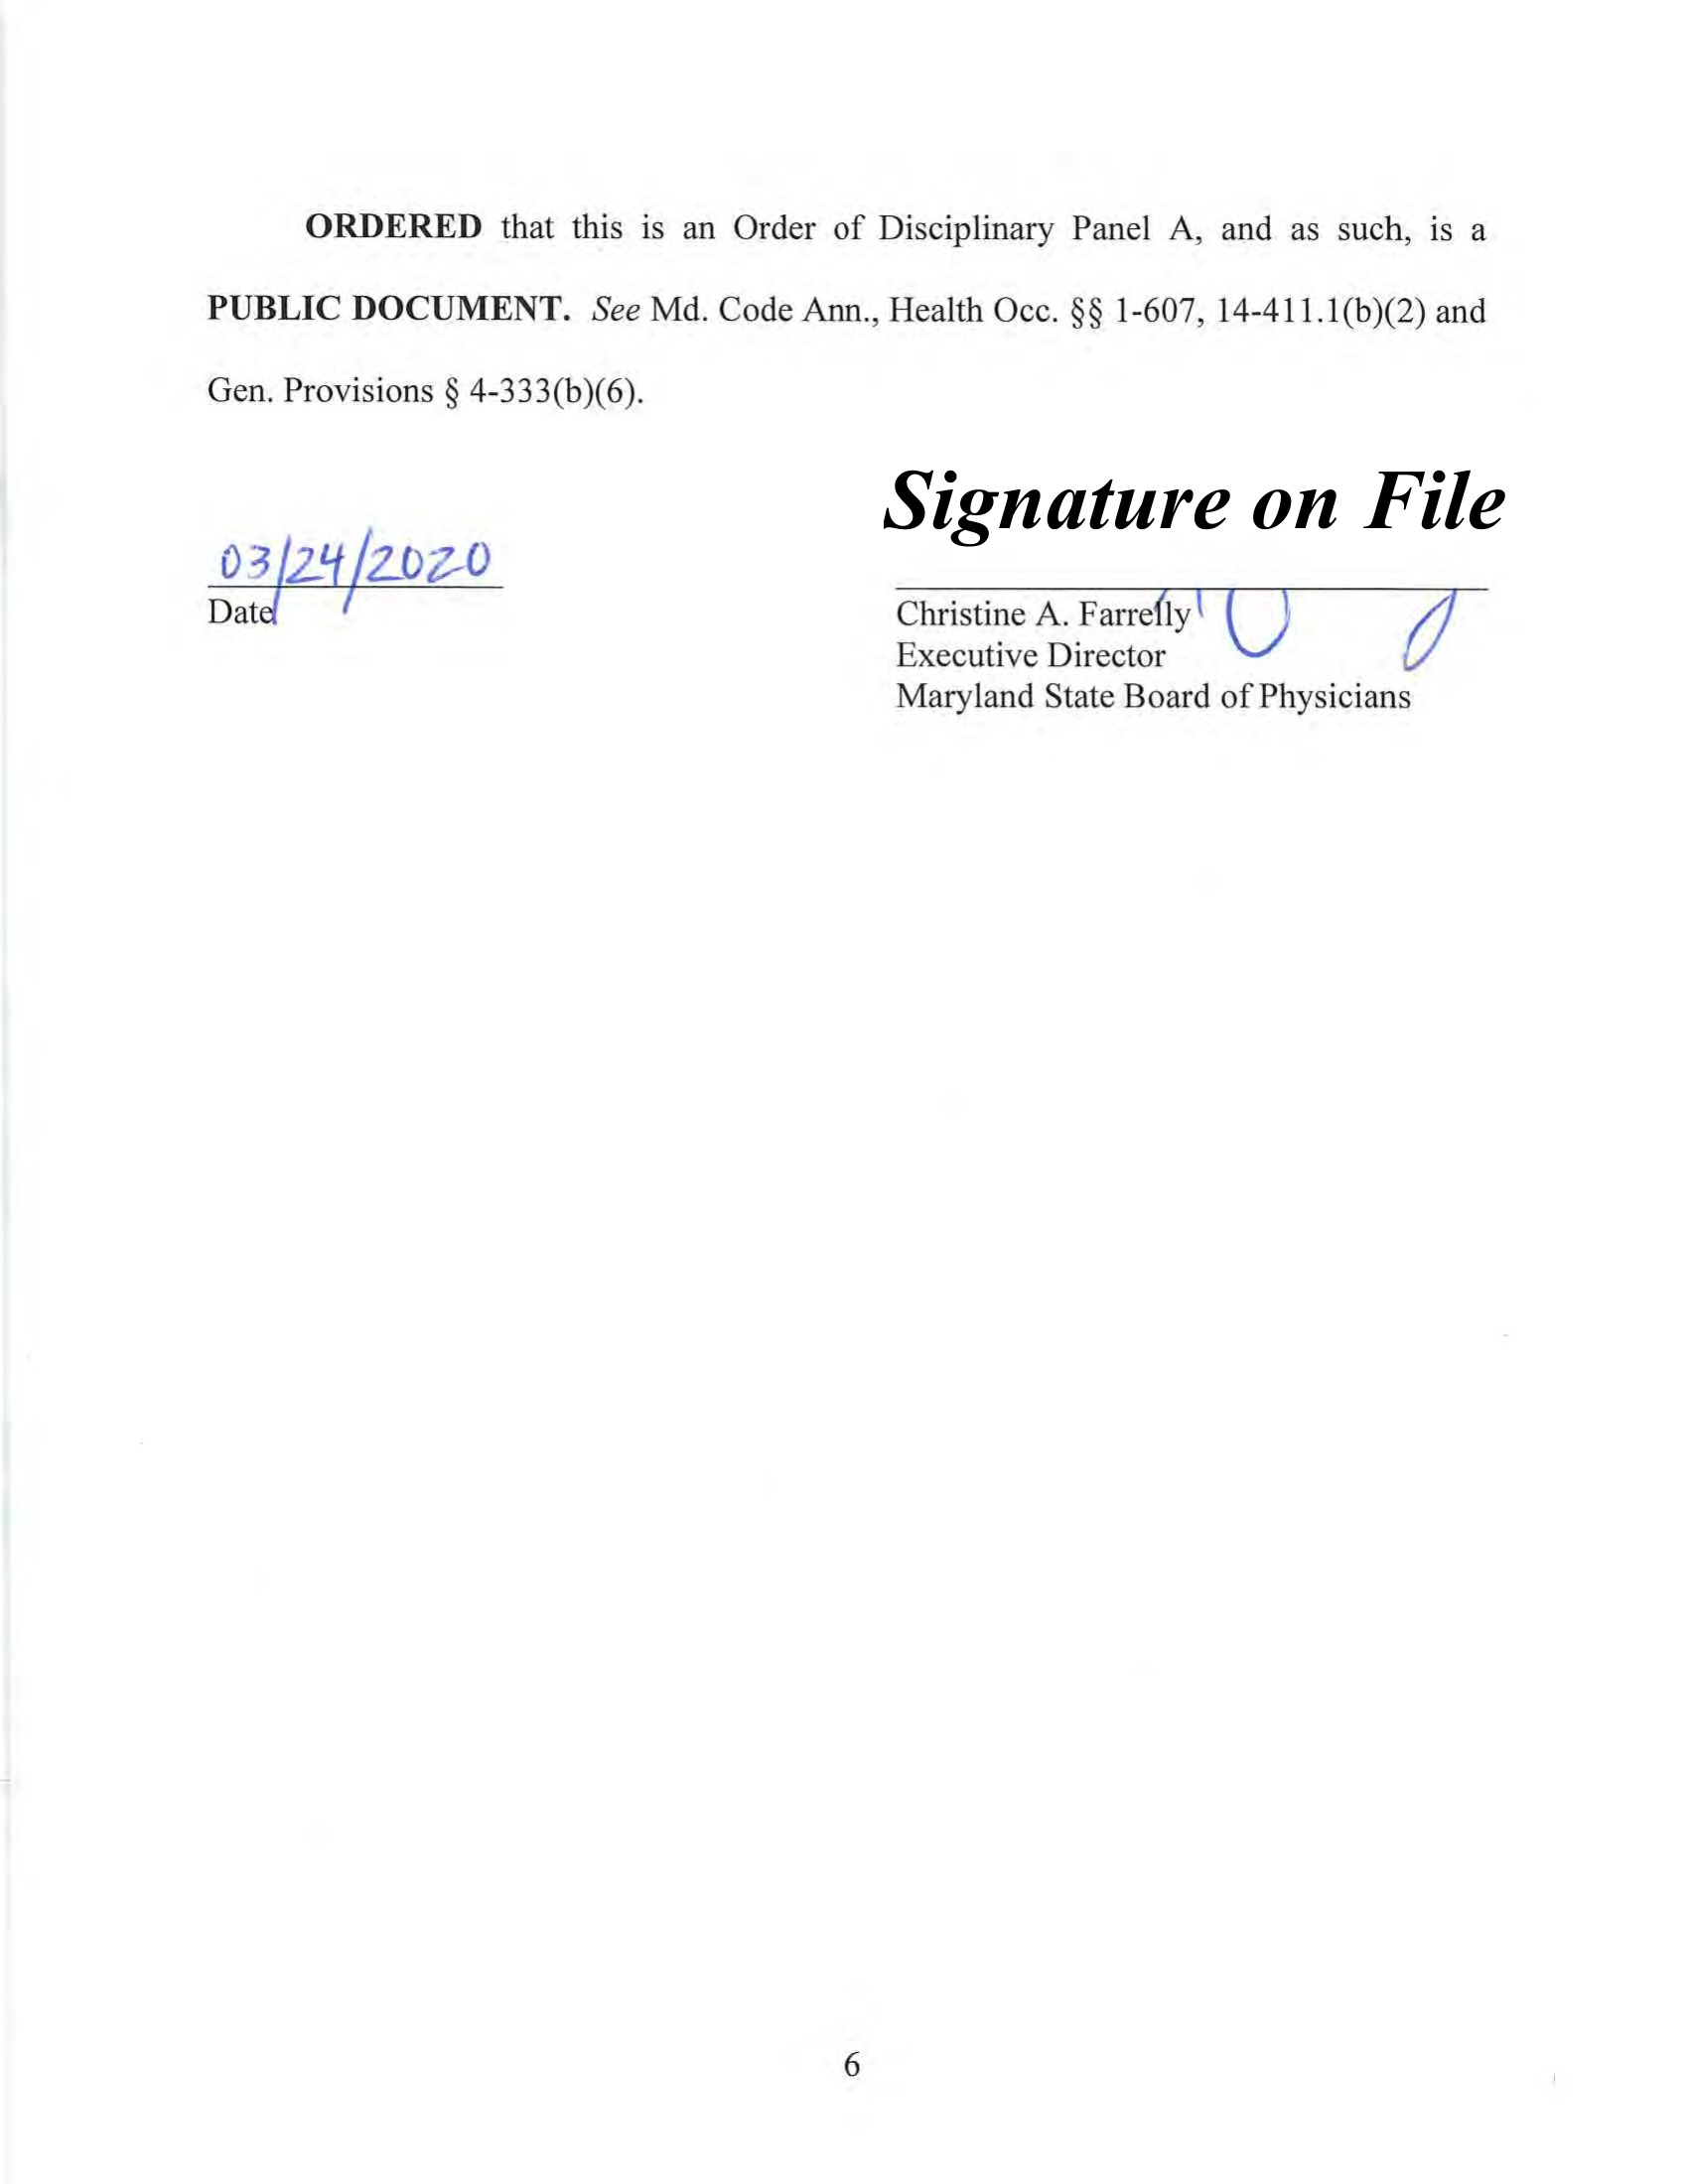 ORDERED that this is an Order of Disciplinary Panel A, and as such, is a
PUBLIC DOCUMENT. See Md. Code Ann., Health Occ. §§ 1-607, 14-411.1(b)(2) and
Gen. Provisions § 4-333(b)(6).
Signature on File
03/24/2020
Date
Christine A. Farrelly
Executive Director
Maryland State Board of Physicians
6